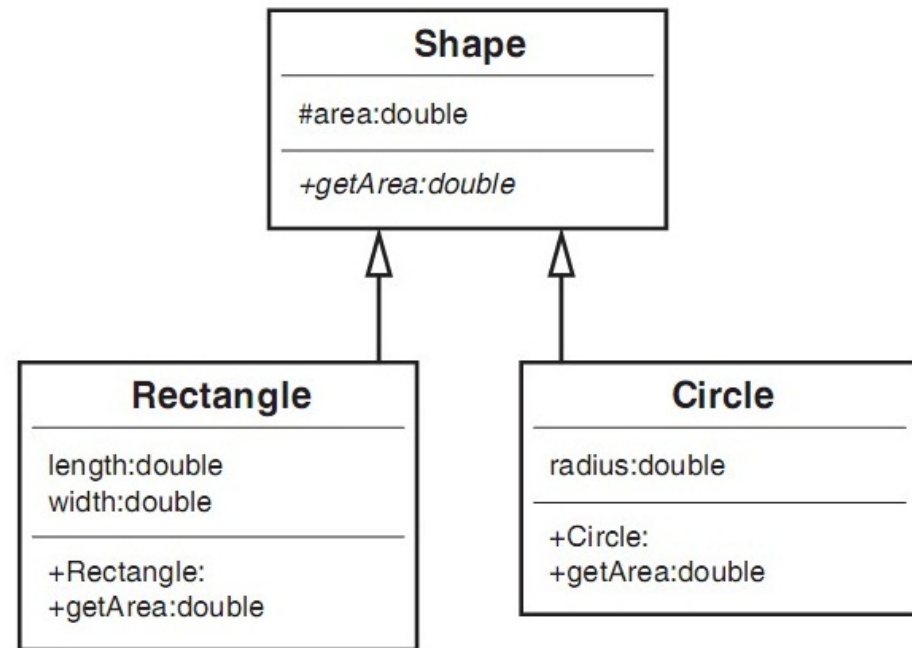 Shape
#area:double
+getArea:double
Rectangle
length:double
width:double
+Rectangle:
+getArea:double
Circle
radius:double
+Circle:
+getArea:double